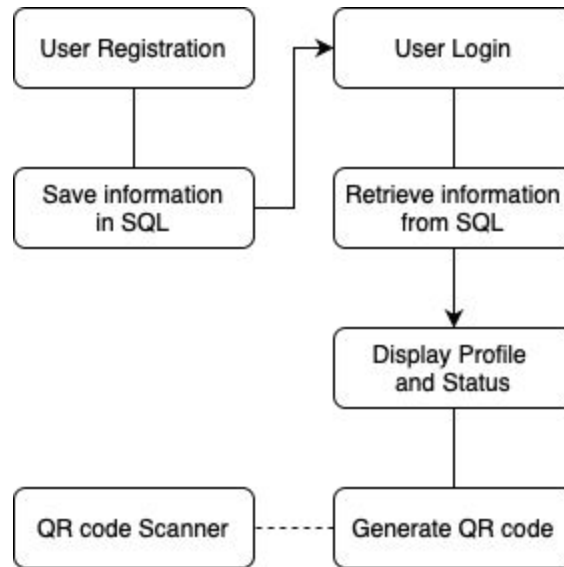 User Registration
User Login
Save information
in SQL
Retrieve information
from SQL
Display Profile
and Status
QR code Scanner
Generate QR code